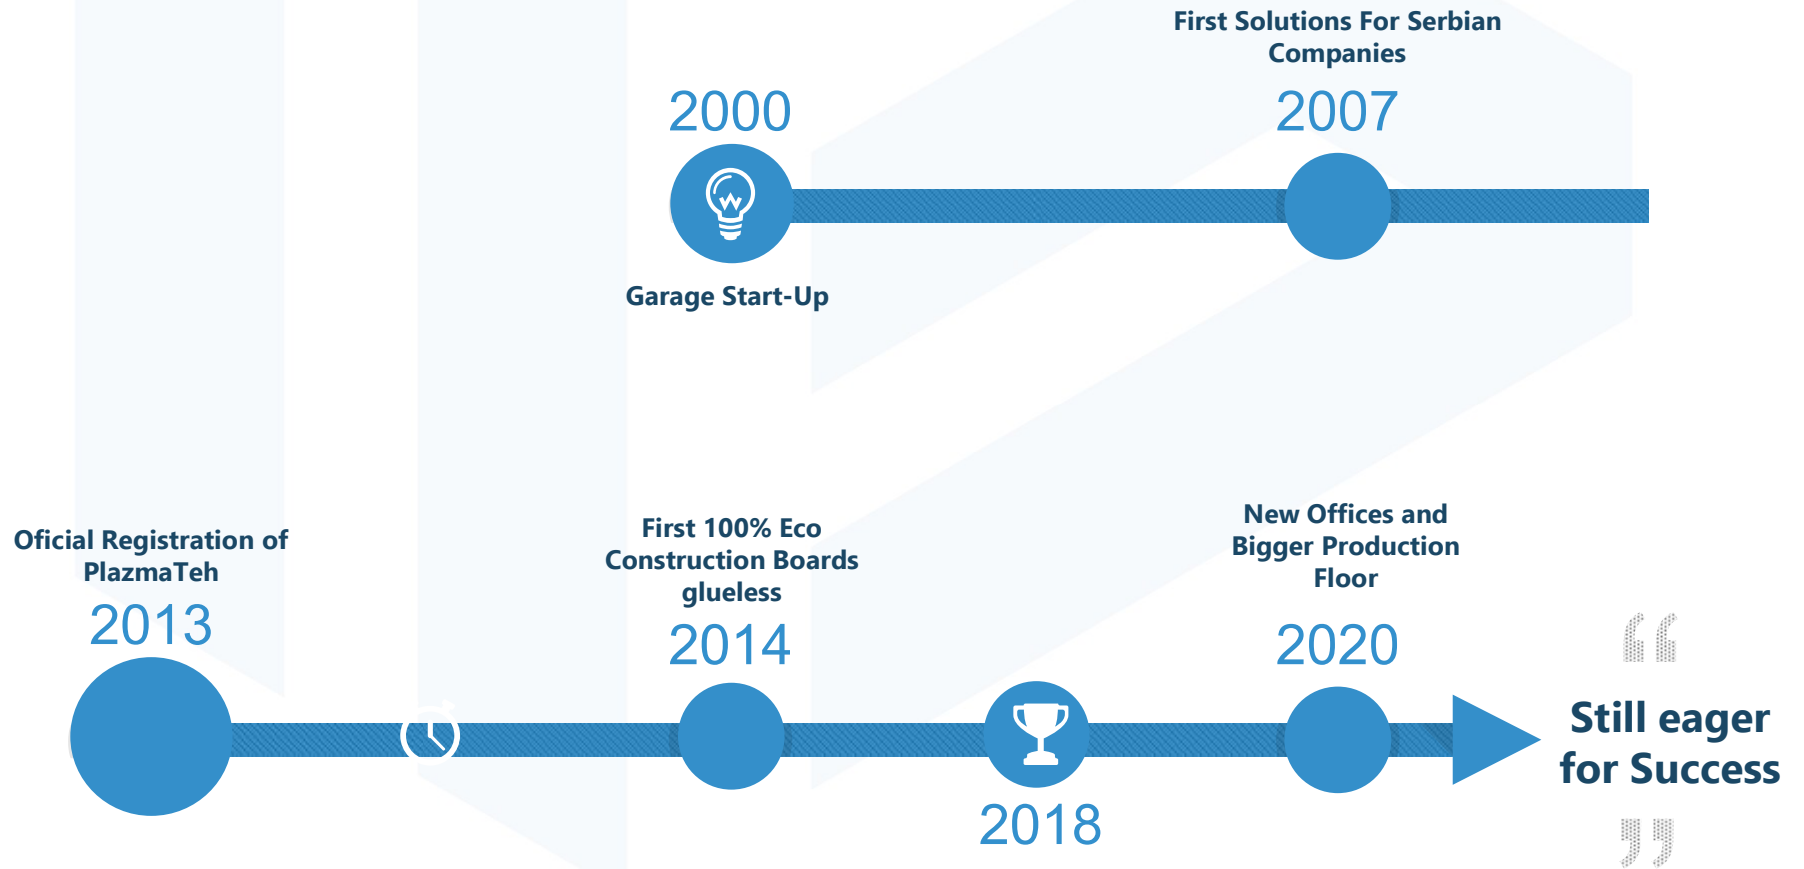 First Solutions For Serbian
Companies
2000
2007
Garage Start-Up
Oficial Registration of
PlazmaTeh
2013
First 100% Eco
Construction Boards
glueless
2014
2018
New Offices and
Bigger Production
Floor
2020
“
Still eager
for Success
”